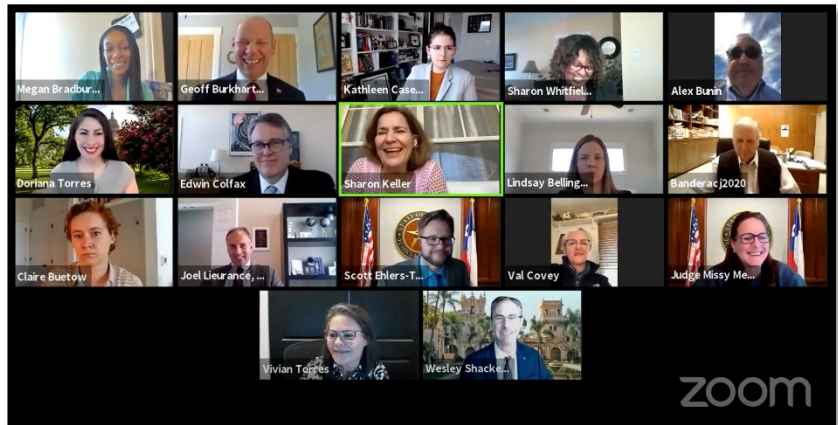 Megan Bradbur...
Geoff Burkhart...
Kathleen Case...
Sharon Whitfiel...
Alex Bunin
Doriana Torres
Edwin Colfax
Sharon Keller
Lindsay Belling...
Banderacj2020
Claire Buetow
Joel Lieurance, ...
Scott Ehlers-T...
Val Covey
Judge Missy Me...
Vivian Torres
Wesley Shacke...
zoom